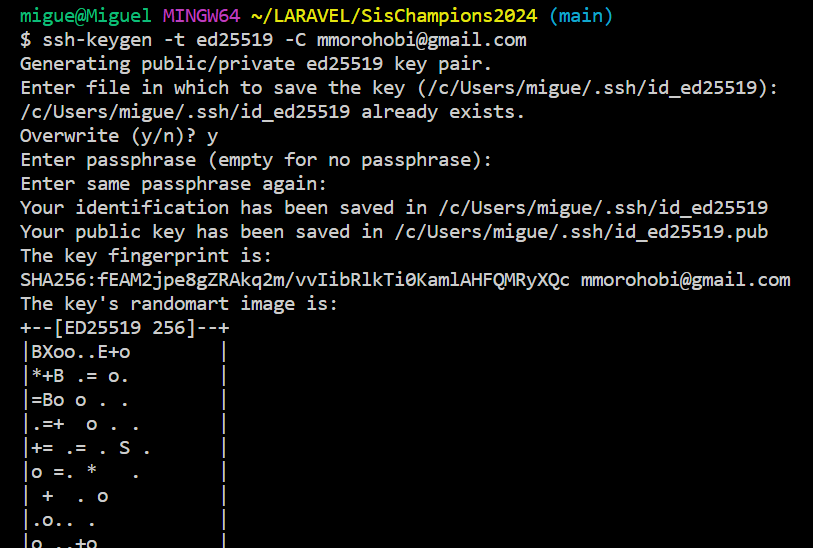 migue@Miguel MINGW64 ~/LARAVEL/SisChampions2024 (main)
$ ssh-keygen -t ed25519 -C mmorohobi@gmail.com
Generating public/private ed25519 key pair.
Enter file in which to save the key (/c/Users/migue/.ssh/id_ed25519):
/c/Users/migue/.ssh/id_ed25519 already exists.
Overwrite (y/n)? y
Enter passphrase (empty for no passphrase):
Enter same passphrase again:
Your identification has been saved in /c/Users/migue/.ssh/id_ed25519
Your public key has been saved in /c/Users/migue/.ssh/id_ed25519.pub
The key fingerprint is:
SHA256:fEAM2jpe8gZRAkq2m/vvIibRlkTi0KamlAHFQMRyXQc mmorohobi@gmail.com
The key's randomart image is:
+--[ED25519 256]--+
|BXoo..E+o        |
|*+B .= o.        |
|=Bo o . .        |
|.=+  o . .       |
|+= .= . S .      |
|o =. *   .       |
| +  . o          |
|.o.. .           |
|o ..+o           |